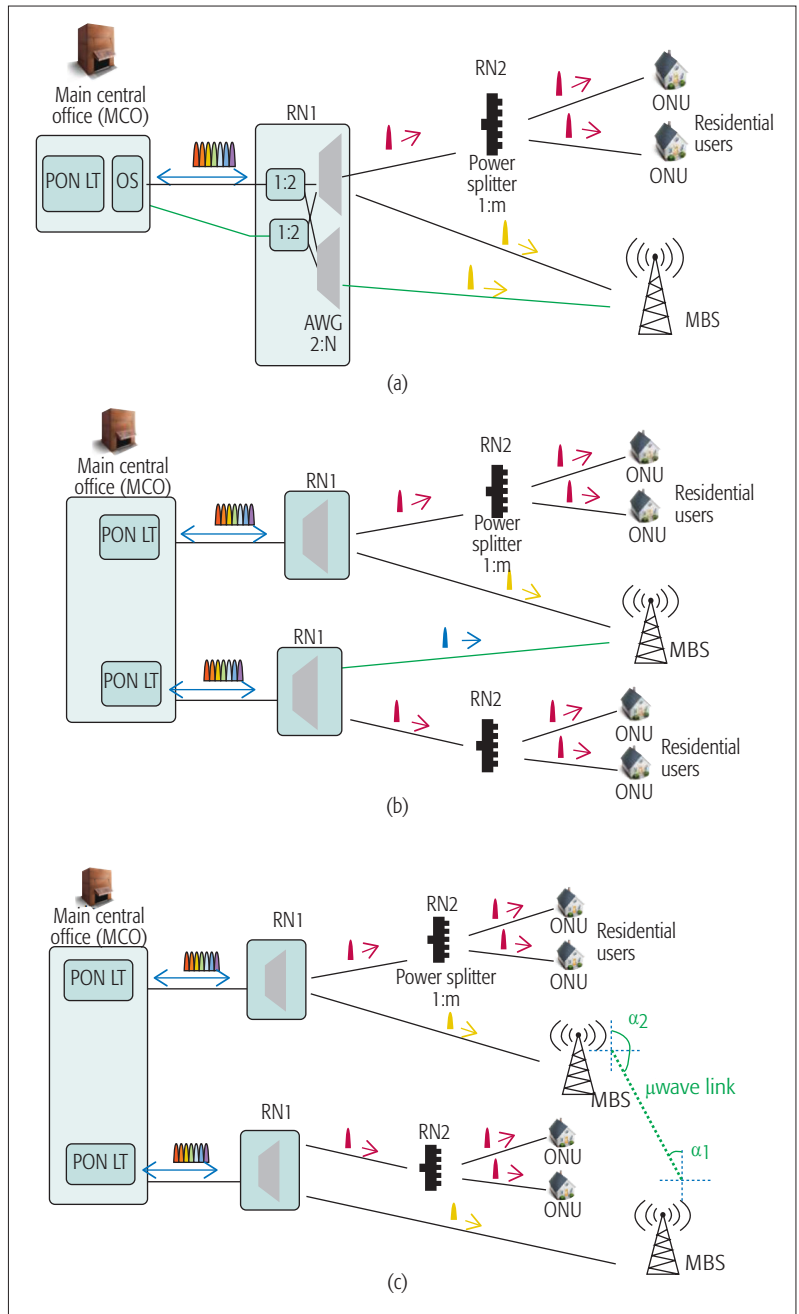 Main central
office (MCO)
PON LT
OS
RN1
1:2
1:2
AWG
2:N
RN2
Power
splitter
1:m
ONU
ONU
Residential
users
MBS
(a)
Main central
office (MCO)
PON LT
PON LT
RN1
RN1
RN2
Power
splitter
1:m
ONU
ONU
Residential
users
MBS
RN2
ONU
ONU
Residential
users
(b)
Main central
office (MCO)
PON LT
PON LT
RN1
RN1
RN2
Power splitter
1:m
ONU
ONU
Residential
users
MBS
α2
μwave link
α1
RN2
ONU
ONU
MBS
(c)